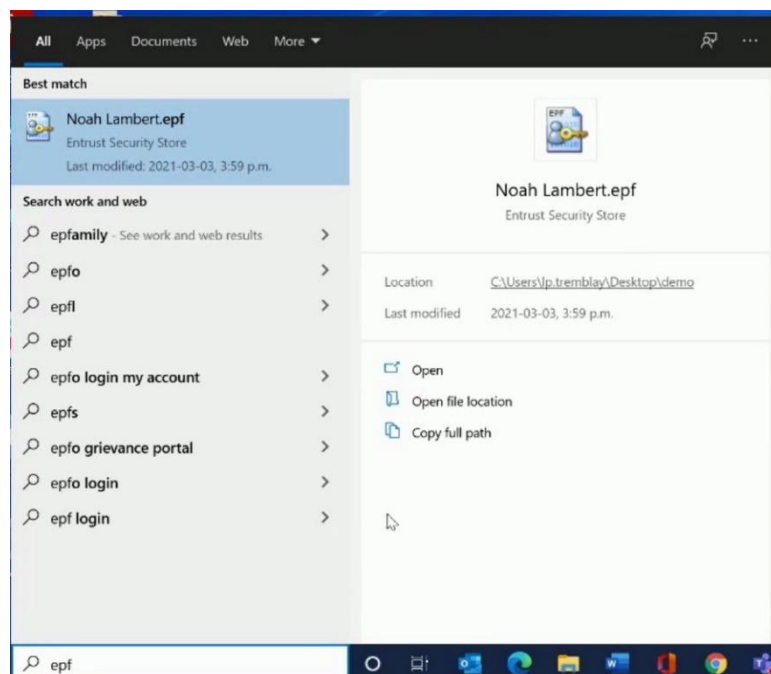 All Apps Documents Web More
Best match
Noah Lambert.epf
Entrust Security Store
Last modified: 2021-03-03, 3:59 p.m.
Search work and web
epfamily - See work and web results
epfo
epfl
epf
epfo login my account
epfs
epfo grievance portal
epfo login
epf login
epf
EPF
Noah Lambert.epf
Entrust Security Store
Location C:\Users\lp.tremblay\Desktop\demo
Last modified 2021-03-03, 3:59 p.m.
Open
Open file location
Copy full path